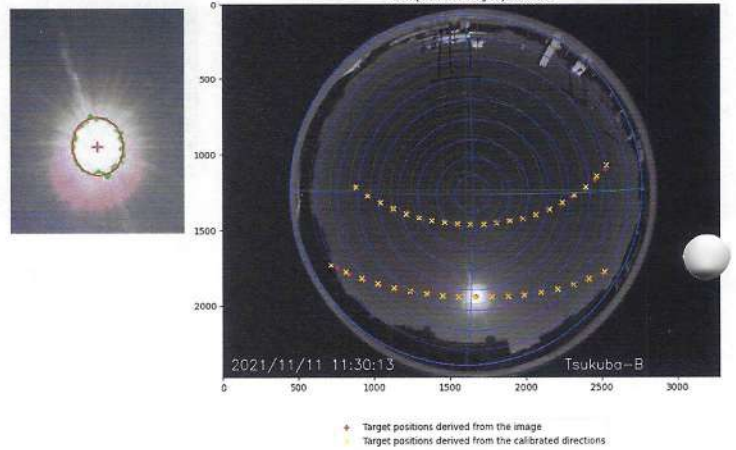 0
500
1000
1500
2000
2021/11/11 11:30:13
Tsukuba-B
0 500 1000 1500 2000 2500 3000
Target positions derived from the image
Target positions derived from the calibrated directions